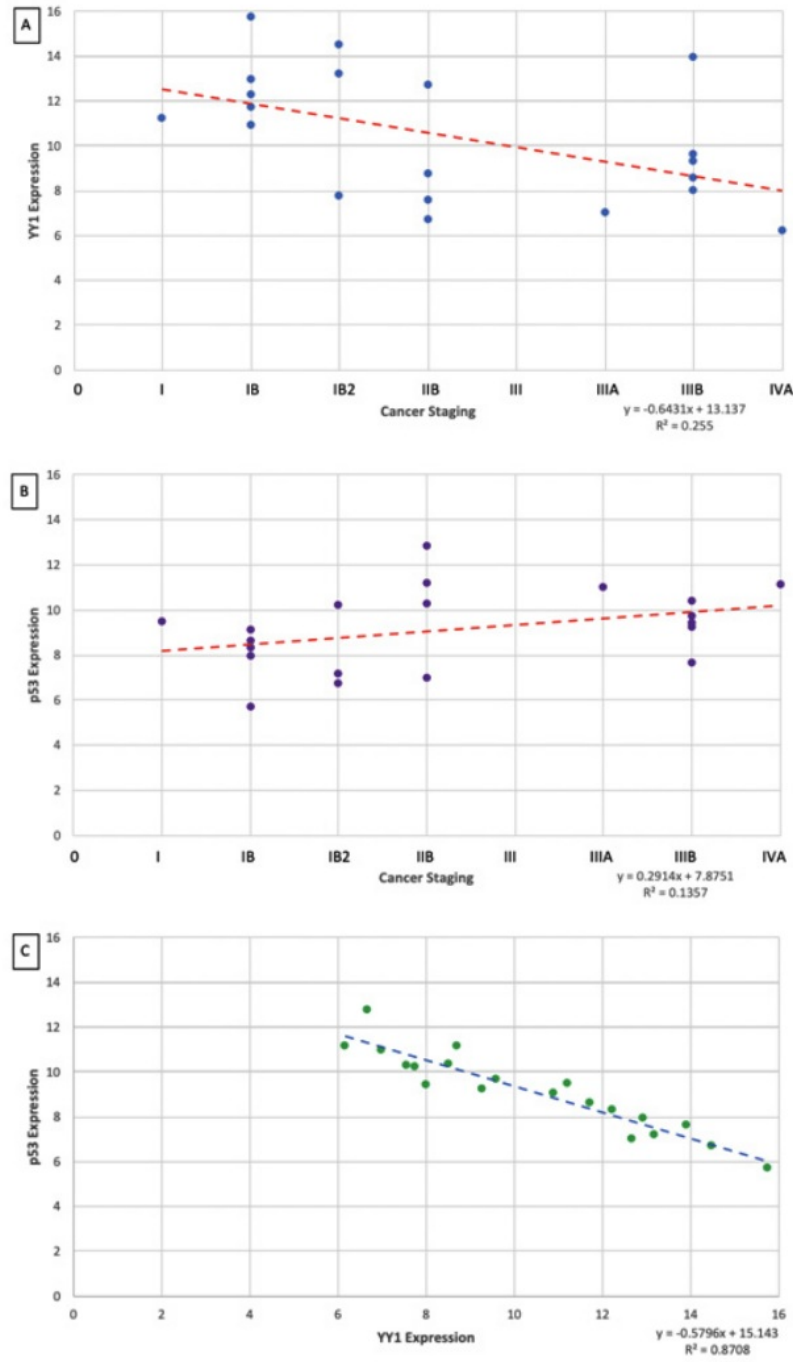 A
16
14
12
10
8
6
4
2
0
YY1 Expression
0 I IB IB2 IIB III IIIA IIIB IVA
Cancer Staging
y = -0.6431x + 13.137
R² = 0.255
B
16
14
12
10
8
6
4
2
0
p53 Expression
0 I IB IB2 IIB III IIIA IIIB IVA
Cancer Staging
y = 0.2914x + 7.8751
R² = 0.1357
C
16
14
12
10
8
6
4
2
0
p53 Expression
0 2 4 6 8 10 12 14 16
YY1 Expression
y = -0.5796x + 15.143
R² = 0.8708